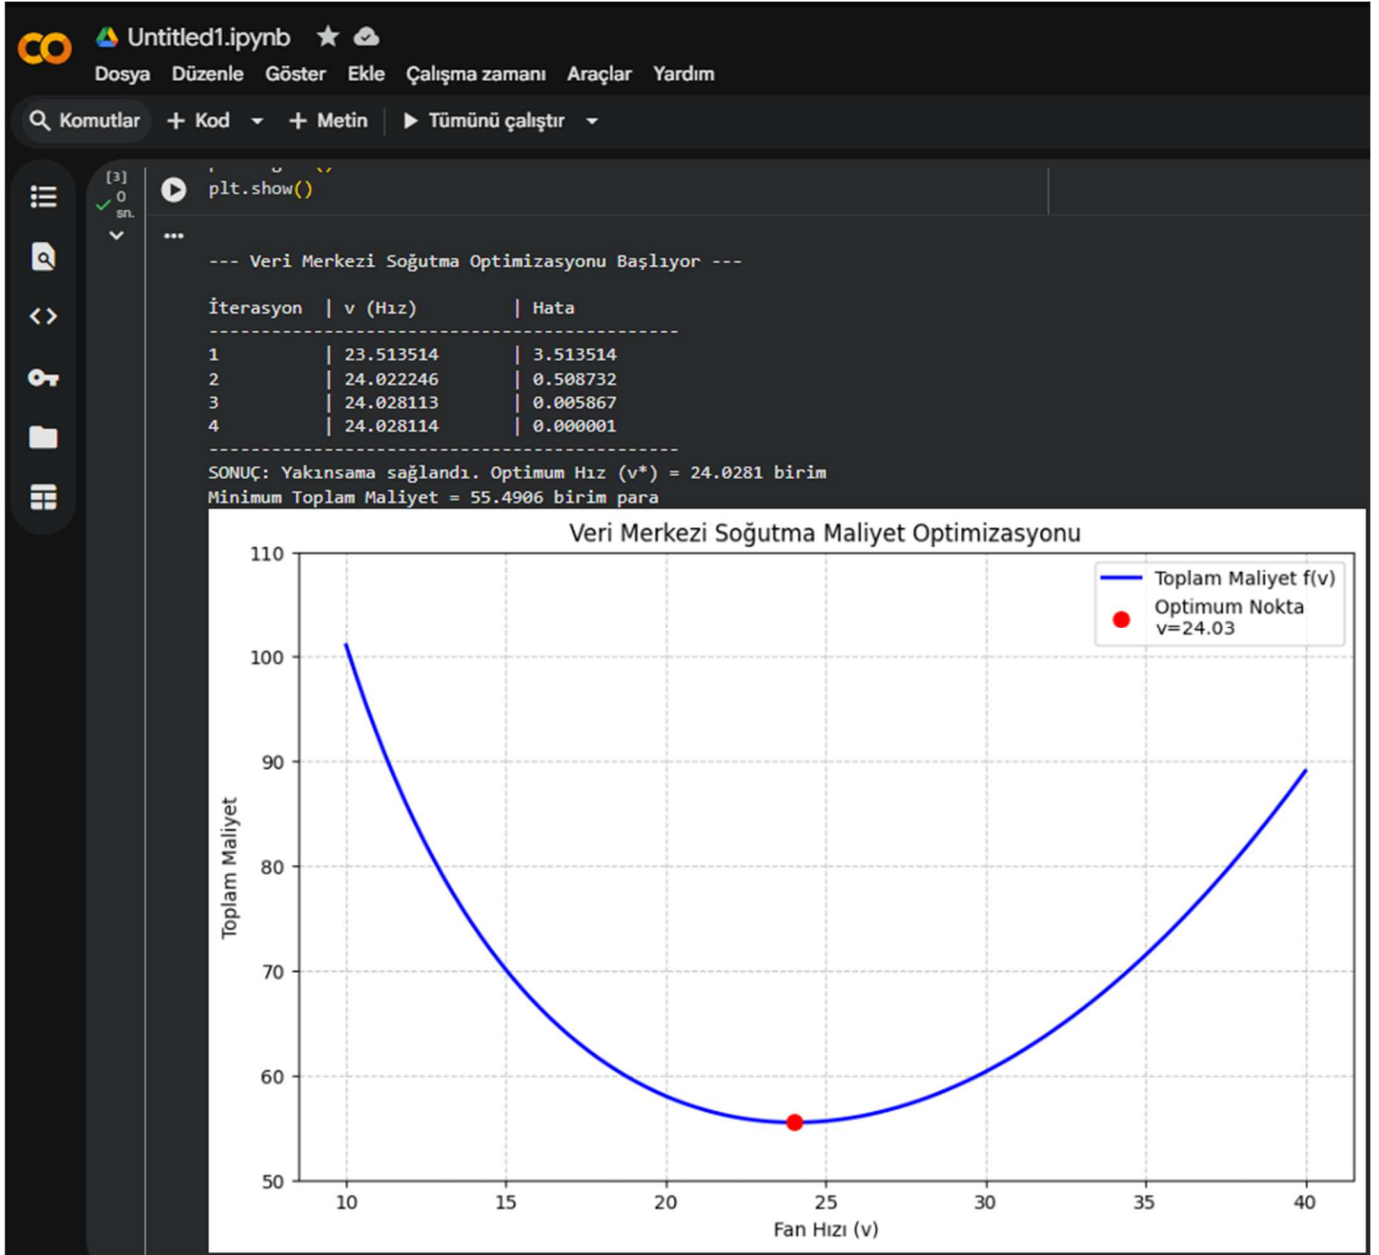 Untitled1.ipynb
Dosya Düzenle Göster Ekle Çalışma zamanı Araçlar Yardım
Komutlar + Kod + Metin Tümünü çalıştır
[3]
0
sn.
plt.show()
--- Veri Merkezi Soğutma Optimizasyonu Başlıyor ---
İterasyon | v (Hız) | Hata
---------------------------------------------
1 | 23.513514 | 3.513514
2 | 24.022246 | 0.508732
3 | 24.028113 | 0.005867
4 | 24.028114 | 0.000001
---------------------------------------------
SONUÇ: Yakınsama sağlandı. Optimum Hız (v*) = 24.0281 birim
Minimum Toplam Maliyet = 55.4906 birim para
Veri Merkezi Soğutma Maliyet Optimizasyonu
Toplam Maliyet f(v)
Optimum Nokta
v=24.03
110
100
90
80
70
60
50
Toplam Maliyet
10 15 20 25 30 35 40
Fan Hızı (v)